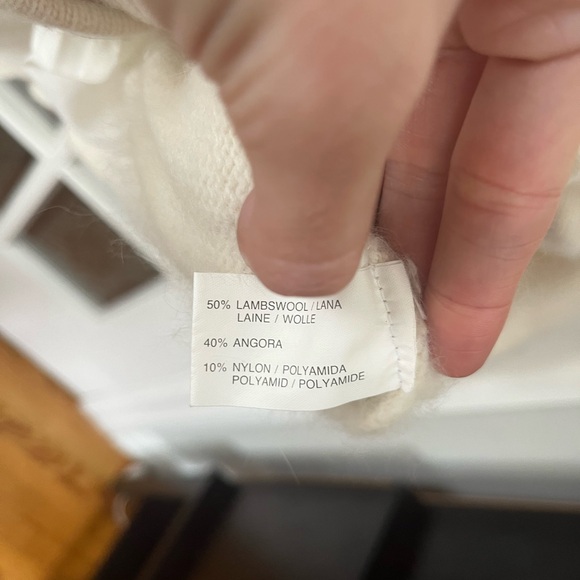 50% LAMBSWOOL / LANA
LAINE / WOLLE
40% ANGORA
10% NYLON / POLYAMIDA
POLYAMID / POLYAMIDE